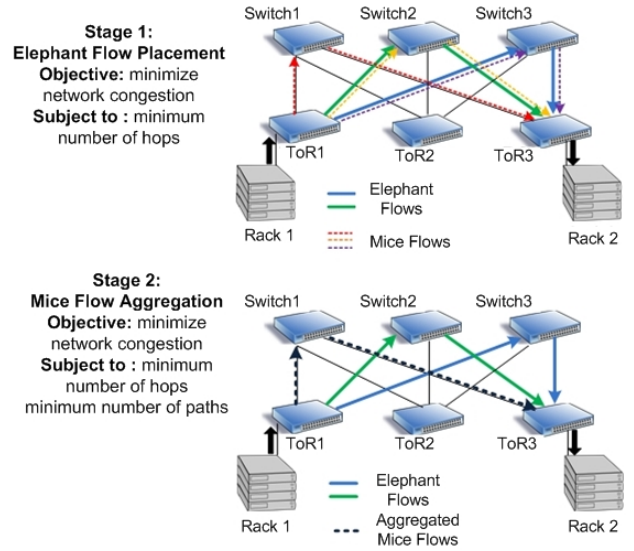 Stage 1:
Elephant Flow Placement
Objective: minimize
network congestion
Subject to : minimum
number of hops
Switch1
Switch2
Switch3
ToR1
ToR2
ToR3
Rack 1
Rack 2
Elephant
Flows
Mice Flows
Stage 2:
Mice Flow Aggregation
Objective: minimize
network congestion
Subject to : minimum
number of hops
minimum number of paths
Switch1
Switch2
Switch3
ToR1
ToR2
ToR3
Rack 1
Rack 2
Elephant
Flows
Aggregated
Mice Flows